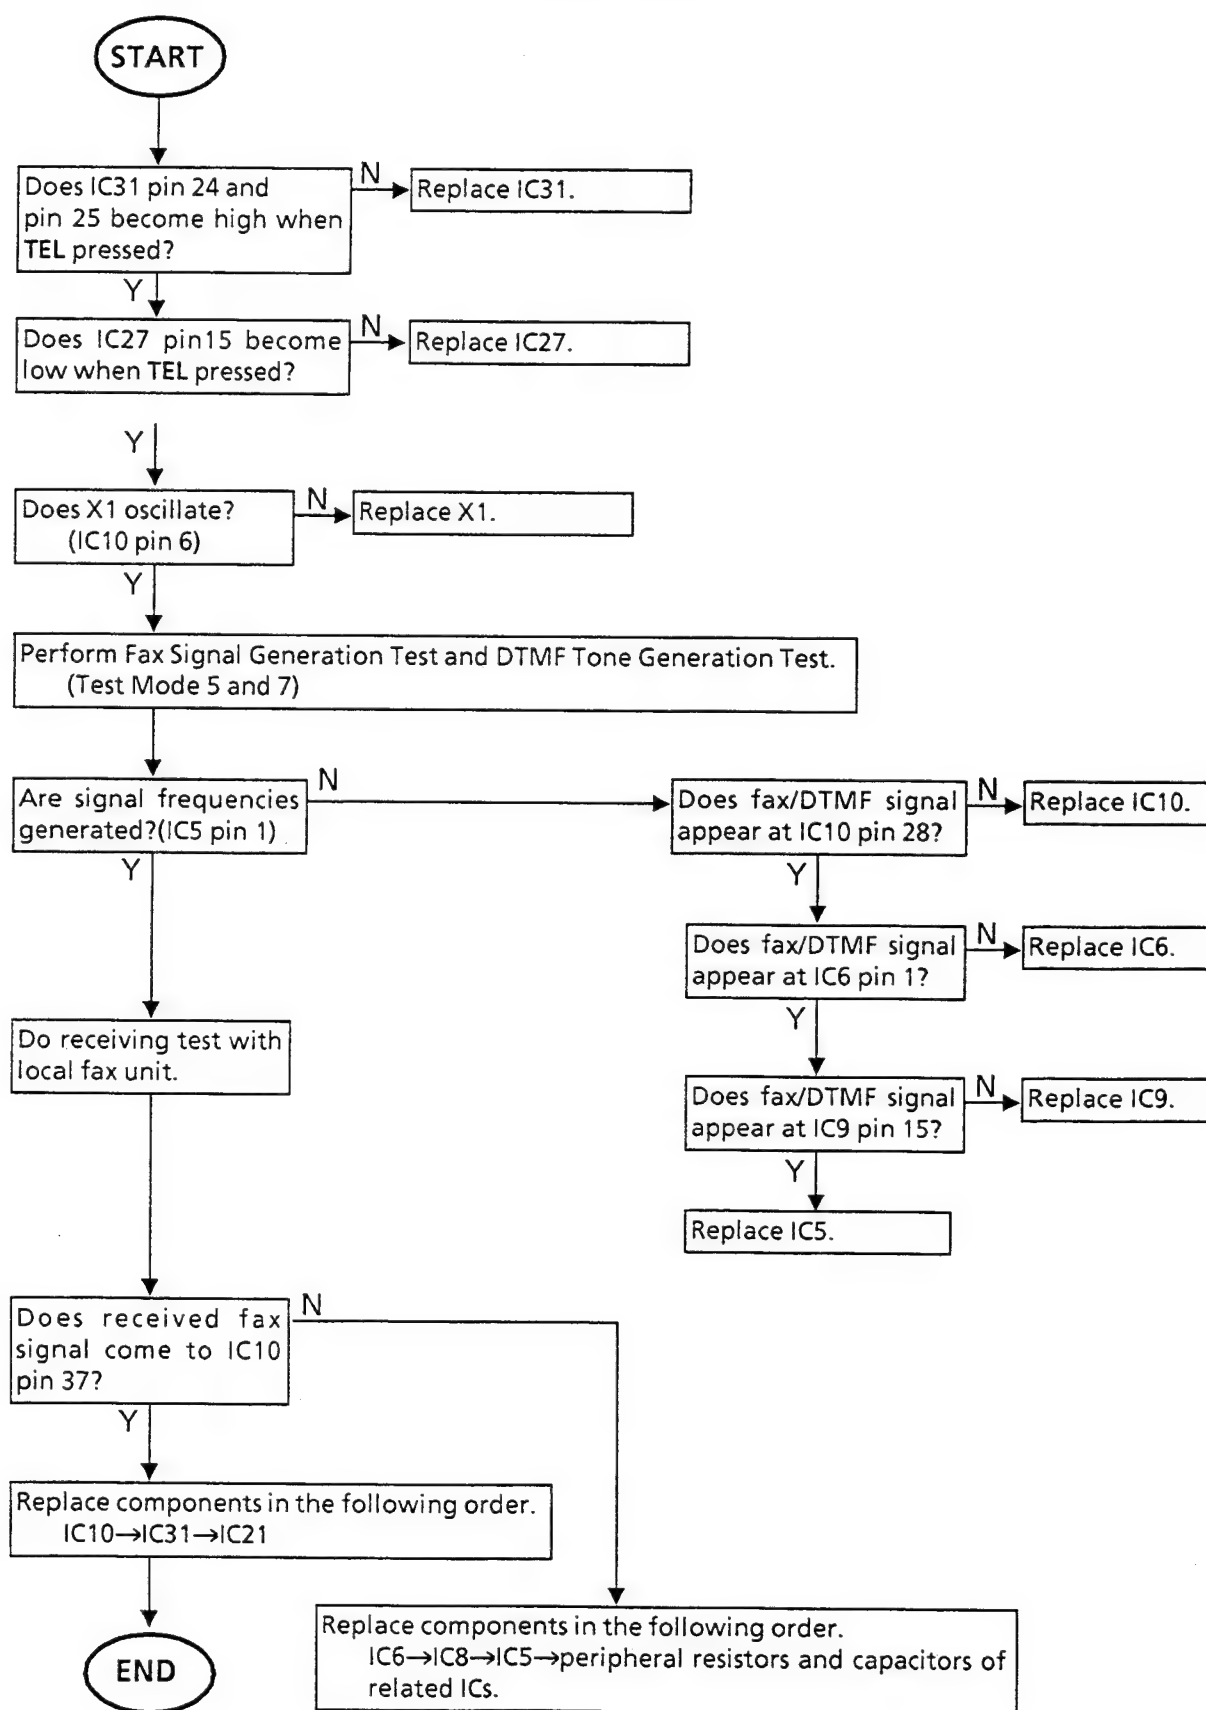 START
Does IC31 pin 24 and
pin 25 become high when
TEL pressed?
N
Replace IC31.
Y
Does IC27 pin15 become
low when TEL pressed?
N
Replace IC27.
Y
Does X1 oscillate?
(IC10 pin 6)
N
Replace X1.
Y
Perform Fax Signal Generation Test and DTMF Tone Generation Test.
(Test Mode 5 and 7)
Are signal frequencies
generated?(IC5 pin 1)
N
Does fax/DTMF signal
appear at IC10 pin 28?
N
Replace IC10.
Y
Y
Does fax/DTMF signal
appear at IC6 pin 1?
N
Replace IC6.
Y
Do receiving test with
local fax unit.
Does fax/DTMF signal
appear at IC9 pin 15?
N
Replace IC9.
Y
Replace IC5.
Does received fax
signal come to IC10
pin 37?
N
Y
Replace components in the following order.
IC10→IC31→IC21
END
Replace components in the following order.
IC6→IC8→IC5→peripheral resistors and capacitors of
related ICs.